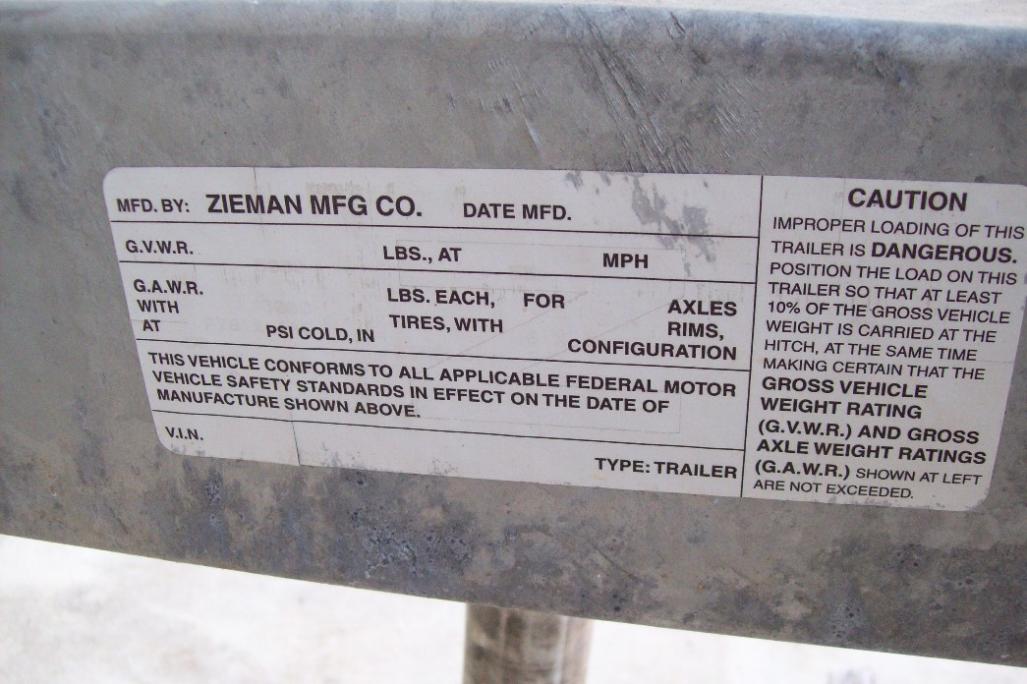 MFD. BY: ZIEMAN MFG CO. DATE MFD.
G.V.W.R. LBS., AT MPH
G.A.W.R. LBS. EACH, FOR AXLES
WITH TIRES, WITH RIMS,
AT PSI COLD, IN CONFIGURATION
THIS VEHICLE CONFORMS TO ALL APPLICABLE FEDERAL MOTOR
VEHICLE SAFETY STANDARDS IN EFFECT ON THE DATE OF
MANUFACTURE SHOWN ABOVE.
V.I.N.
TYPE: TRAILER
CAUTION
IMPROPER LOADING OF THIS
TRAILER IS DANGEROUS.
POSITION THE LOAD ON THIS
TRAILER SO THAT AT LEAST
10% OF THE GROSS VEHICLE
WEIGHT IS CARRIED AT THE
HITCH, AT THE SAME TIME
MAKING CERTAIN THAT THE
GROSS VEHICLE
WEIGHT RATING
(G.V.W.R.) AND GROSS
AXLE WEIGHT RATINGS
(G.A.W.R.) SHOWN AT LEFT
ARE NOT EXCEEDED.